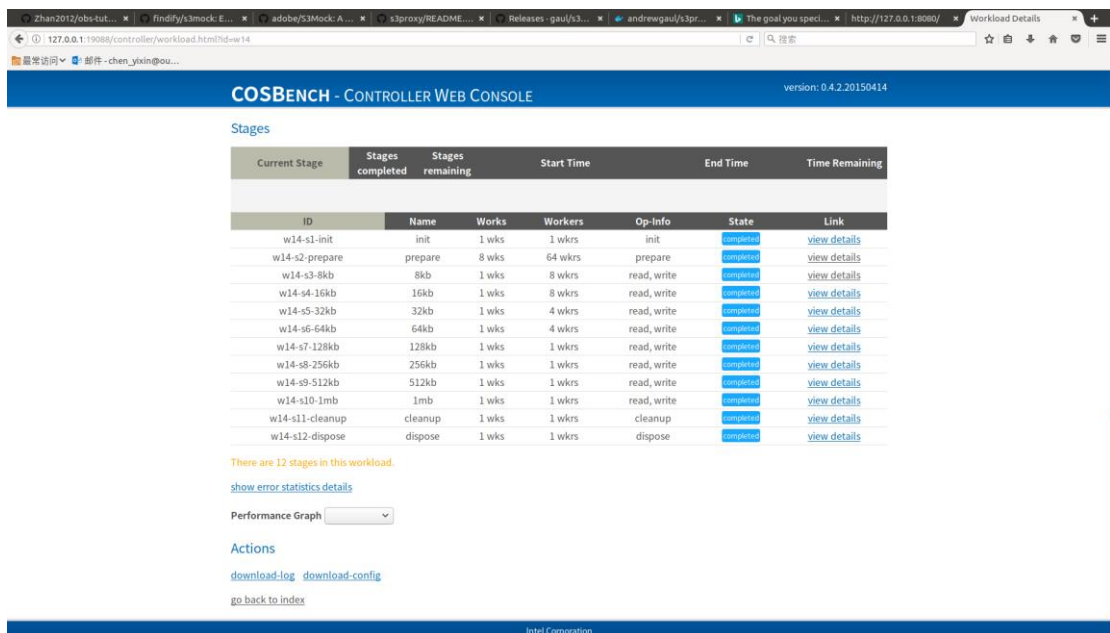 Zhan2012/obs-tut...
findify/s3mock: E...
adobe/S3Mock: A ...
s3proxy/README....
Releases · gaul/s3...
andrewgaul/s3pr...
The goal you speci...
http://127.0.0.1:8080/
Workload Details
127.0.0.1:19088/controller/workload.html?id=w14
搜索
最常访问
邮件 - chen_yixin@ou...
COSBENCH - CONTROLLER WEB CONSOLE
version: 0.4.2.20150414
Stages
Current Stage Stages completed Stages remaining Start Time End Time Time Remaining
ID Name Works Workers Op-Info State Link
w14-s1-init init 1 wks 1 wkrs init completed view details
w14-s2-prepare prepare 8 wks 64 wkrs prepare completed view details
w14-s3-8kb 8kb 1 wks 8 wkrs read, write completed view details
w14-s4-16kb 16kb 1 wks 8 wkrs read, write completed view details
w14-s5-32kb 32kb 1 wks 4 wkrs read, write completed view details
w14-s6-64kb 64kb 1 wks 4 wkrs read, write completed view details
w14-s7-128kb 128kb 1 wks 1 wkrs read, write completed view details
w14-s8-256kb 256kb 1 wks 1 wkrs read, write completed view details
w14-s9-512kb 512kb 1 wks 1 wkrs read, write completed view details
w14-s10-1mb 1mb 1 wks 1 wkrs read, write completed view details
w14-s11-cleanup cleanup 1 wks 1 wkrs cleanup completed view details
w14-s12-dispose dispose 1 wks 1 wkrs dispose completed view details
There are 12 stages in this workload.
show error statistics details
Performance Graph
Actions
download-log download-config
go back to index
Intel Corporation